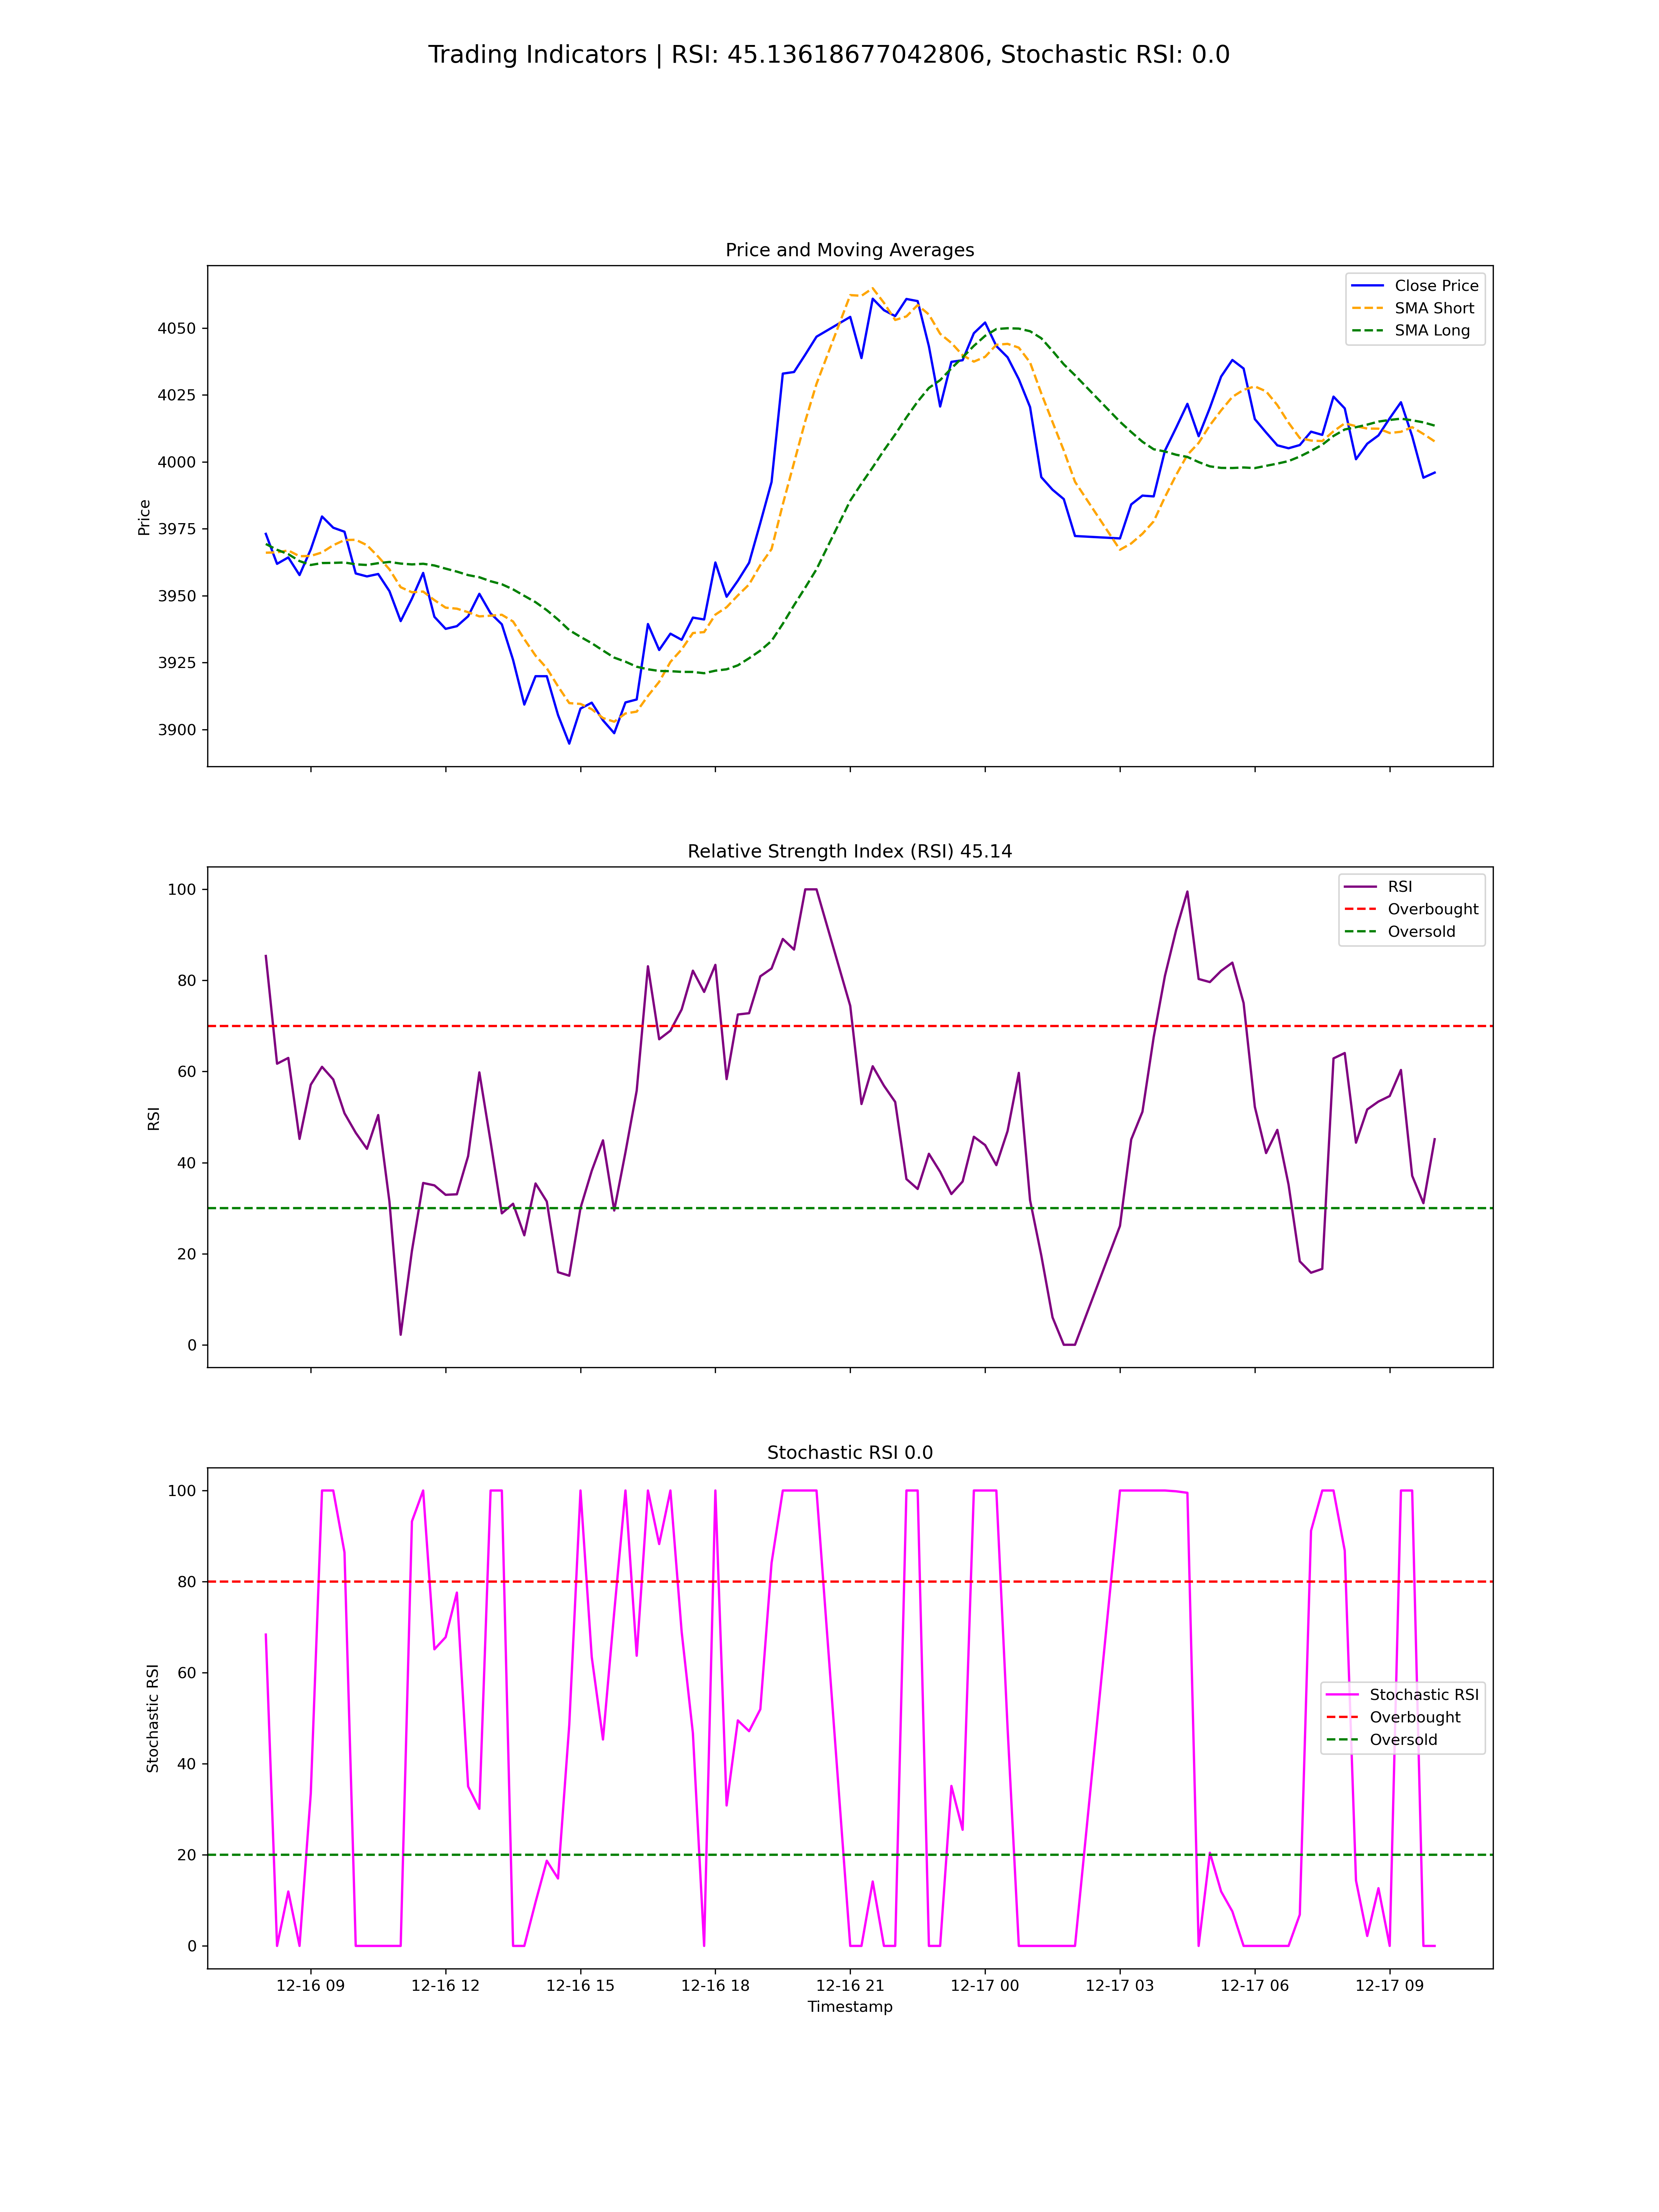 Trading Indicators | RSI: 45.13618677042806, Stochastic RSI: 0.0
Price and Moving Averages
Close Price
SMA Short
SMA Long
4050
4025
4000
3975
3950
3925
3900
Price
Relative Strength Index (RSI) 45.14
RSI
Overbought
Oversold
100
80
60
40
20
0
RSI
Stochastic RSI 0.0
Stochastic RSI
Overbought
Oversold
100
80
60
40
20
0
Stochastic RSI
12-16 09 12-16 12 12-16 15 12-16 18 12-16 21 12-17 00 12-17 03 12-17 06 12-17 09
Timestamp